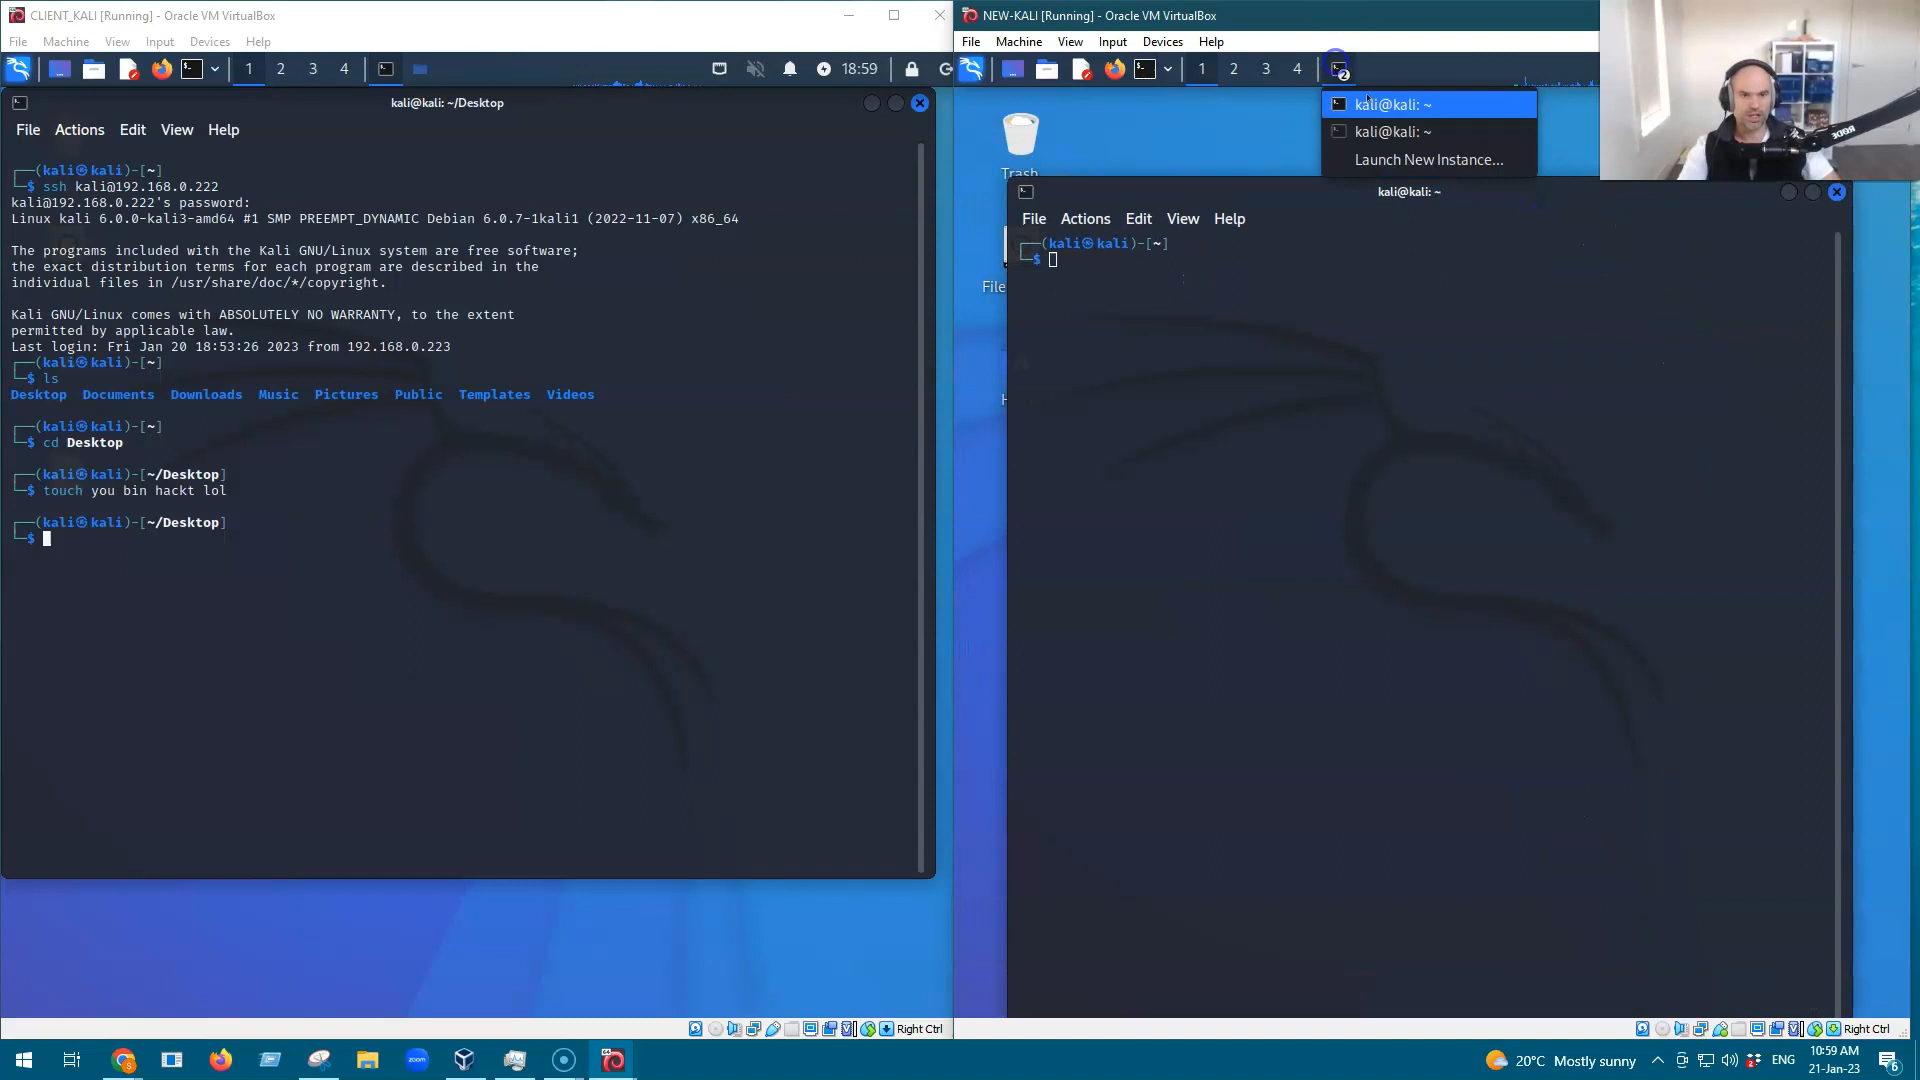 CLIENT_KALI [Running] - Oracle VM VirtualBox
File Machine View Input Devices Help
1 2 3 4
18:59
kali@kali: ~/Desktop
File Actions Edit View Help
┌──(kali㉿kali)-[~]
└─$ ssh kali@192.168.0.222
kali@192.168.0.222's password:
Linux kali 6.0.0-kali3-amd64 #1 SMP PREEMPT_DYNAMIC Debian 6.0.7-1kali1 (2022-11-07) x86_64
The programs included with the Kali GNU/Linux system are free software;
the exact distribution terms for each program are described in the
individual files in /usr/share/doc/*/copyright.
Kali GNU/Linux comes with ABSOLUTELY NO WARRANTY, to the extent
permitted by applicable law.
Last login: Fri Jan 20 18:53:26 2023 from 192.168.0.223
┌──(kali㉿kali)-[~]
└─$ ls
Desktop Documents Downloads Music Pictures Public Templates Videos
┌──(kali㉿kali)-[~]
└─$ cd Desktop
┌──(kali㉿kali)-[~/Desktop]
└─$ touch you bin hackt lol
┌──(kali㉿kali)-[~/Desktop]
└─$
Right Ctrl
NEW-KALI [Running] - Oracle VM VirtualBox
File Machine View Input Devices Help
1 2 3 4
2
kali@kali: ~
kali@kali: ~
Launch New Instance...
Trash
File
kali@kali: ~
File Actions Edit View Help
┌──(kali㉿kali)-[~]
└─$
RODE
Right Ctrl
zoom
64
20°C Mostly sunny
ENG
10:59 AM
21-Jan-23
6